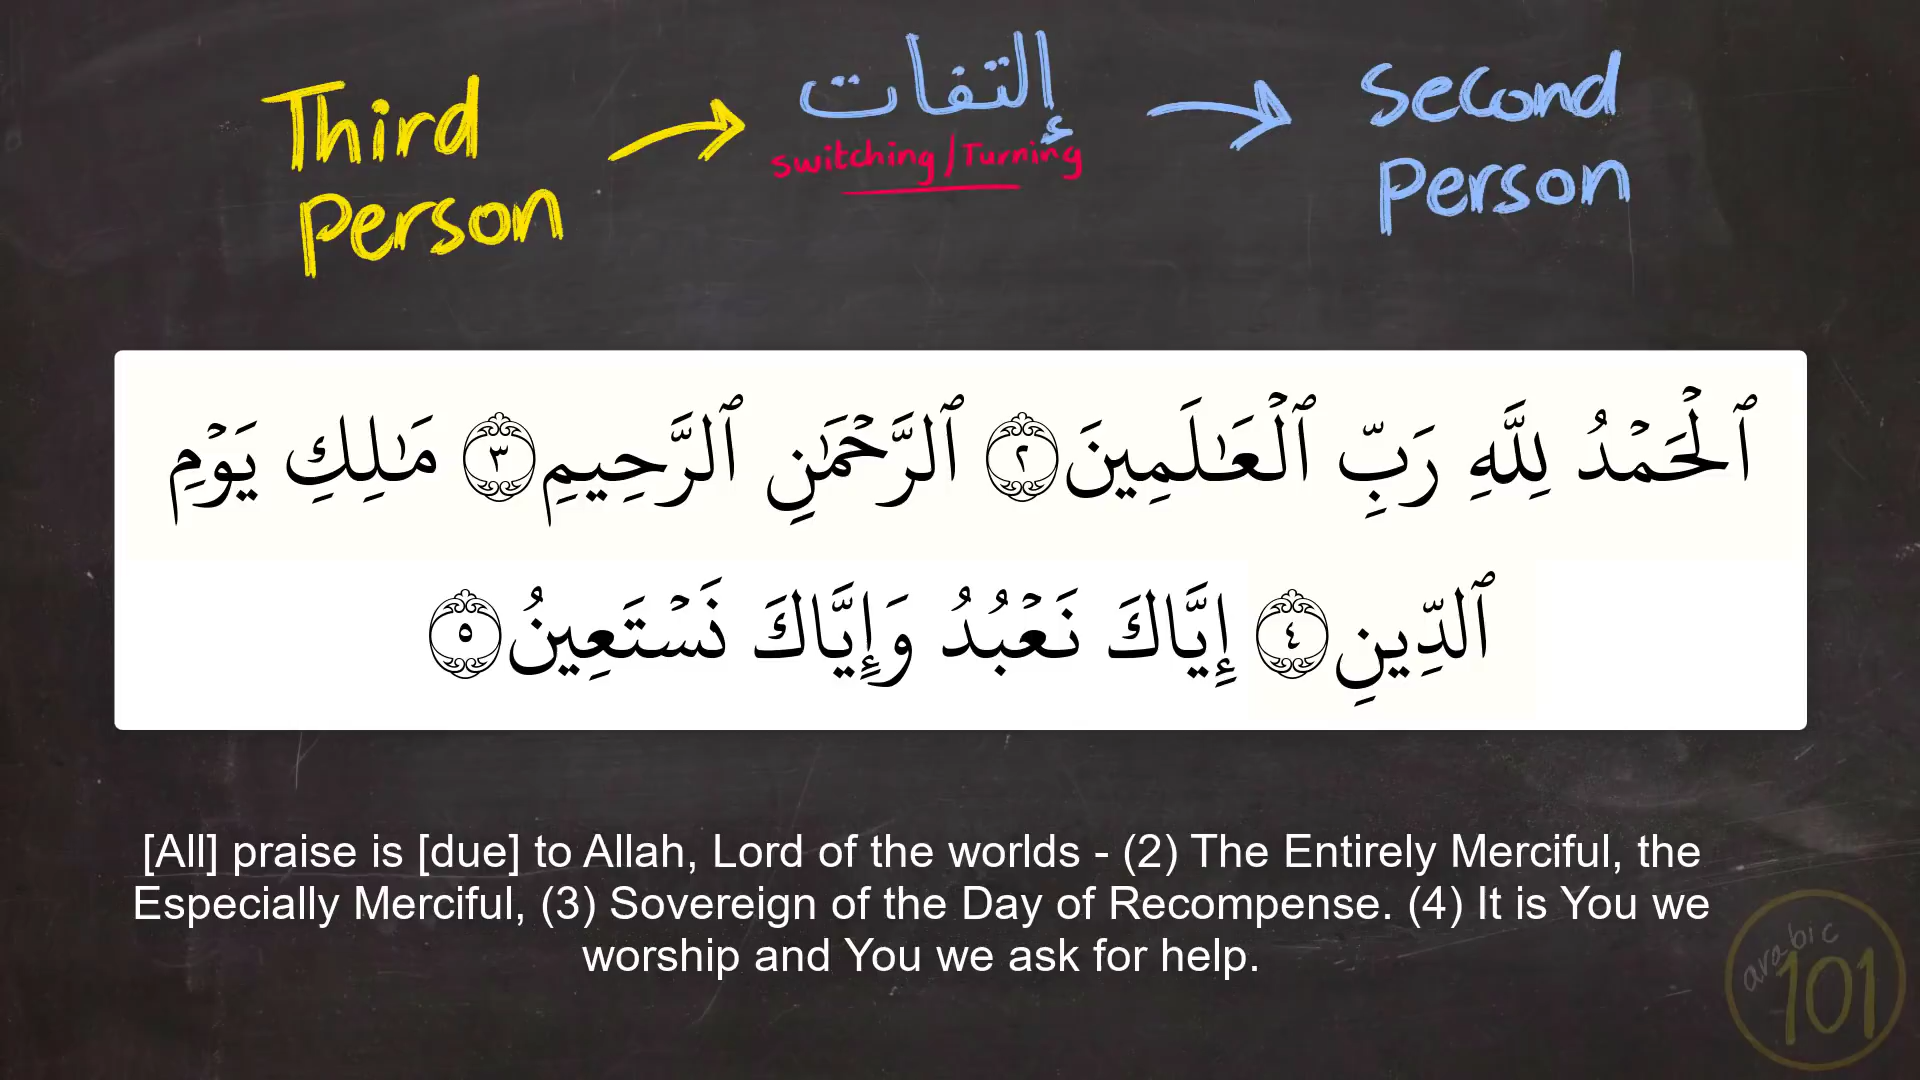 Third
Person
إلتفات
switching/Turning
Second
Person
ٱلْحَمْدُ لِلَّهِ رَبِّ ٱلْعَـٰلَمِينَ ٢ ٱلرَّحْمَـٰنِ ٱلرَّحِيمِ ٣ مَـٰلِكِ يَوْمِ
ٱلدِّينِ ٤ إِيَّاكَ نَعْبُدُ وَإِيَّاكَ نَسْتَعِينُ ٥
[All] praise is [due] to Allah, Lord of the worlds - (2) The Entirely Merciful, the
Especially Merciful, (3) Sovereign of the Day of Recompense. (4) It is You we
worship and You we ask for help.
arabic
101